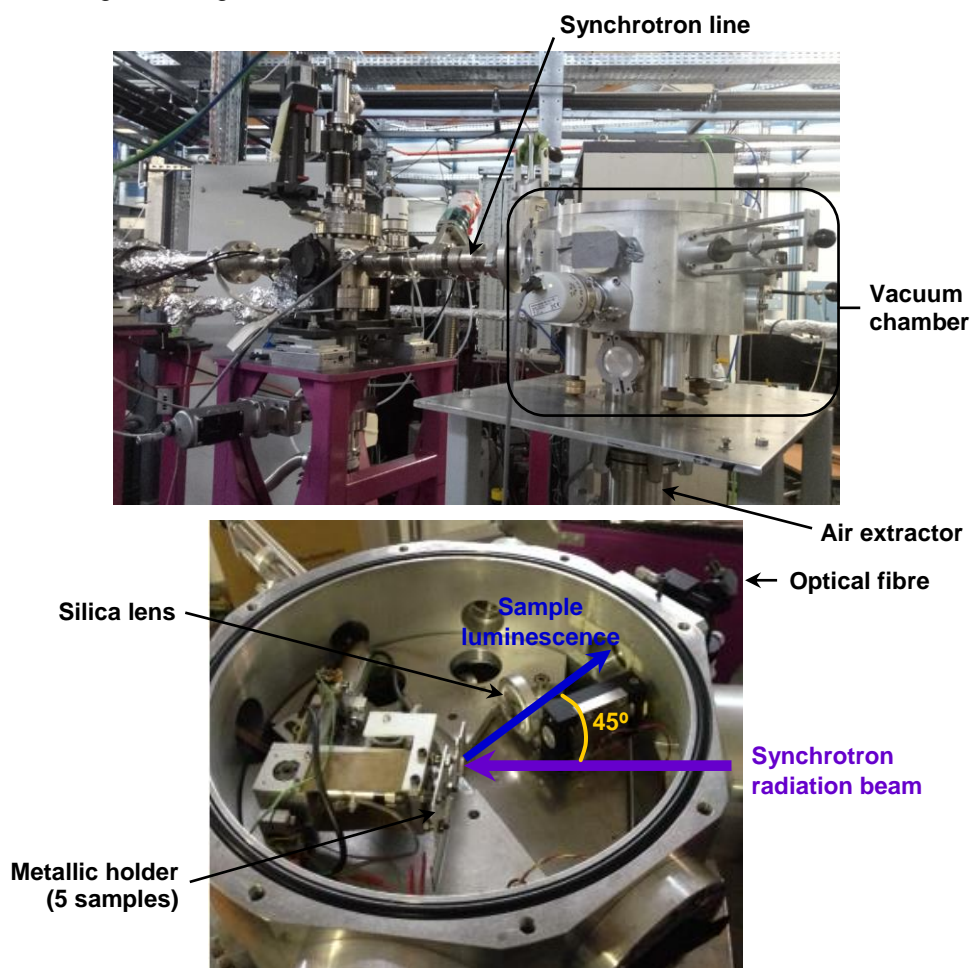 Synchrotron line
Vacuum
chamber
Air extractor
Optical fibre
Silica lens
Sample
luminescence
45º
Synchrotron
radiation beam
Metallic holder
(5 samples)